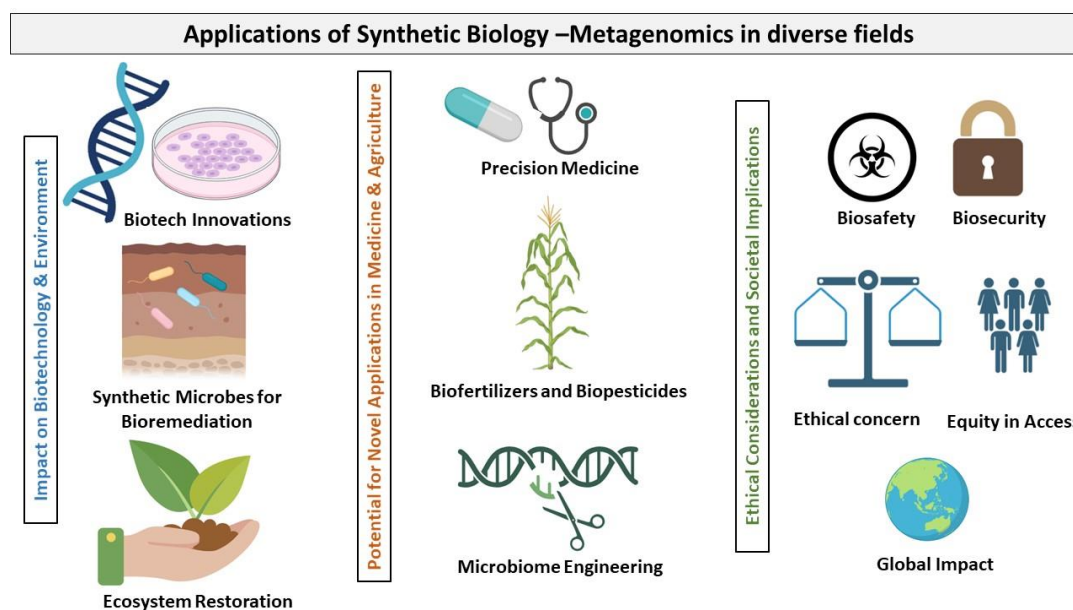 Applications of Synthetic Biology –Metagenomics in diverse fields
Impact on Biotechnology & Environment
Biotech Innovations
Synthetic Microbes for
Bioremediation
Ecosystem Restoration
Potential for Novel Applications in Medicine & Agriculture
Precision Medicine
Biofertilizers and Biopesticides
Microbiome Engineering
Ethical Considerations and Societal Implications
Biosafety
Biosecurity
Ethical concern
Equity in Access
Global Impact